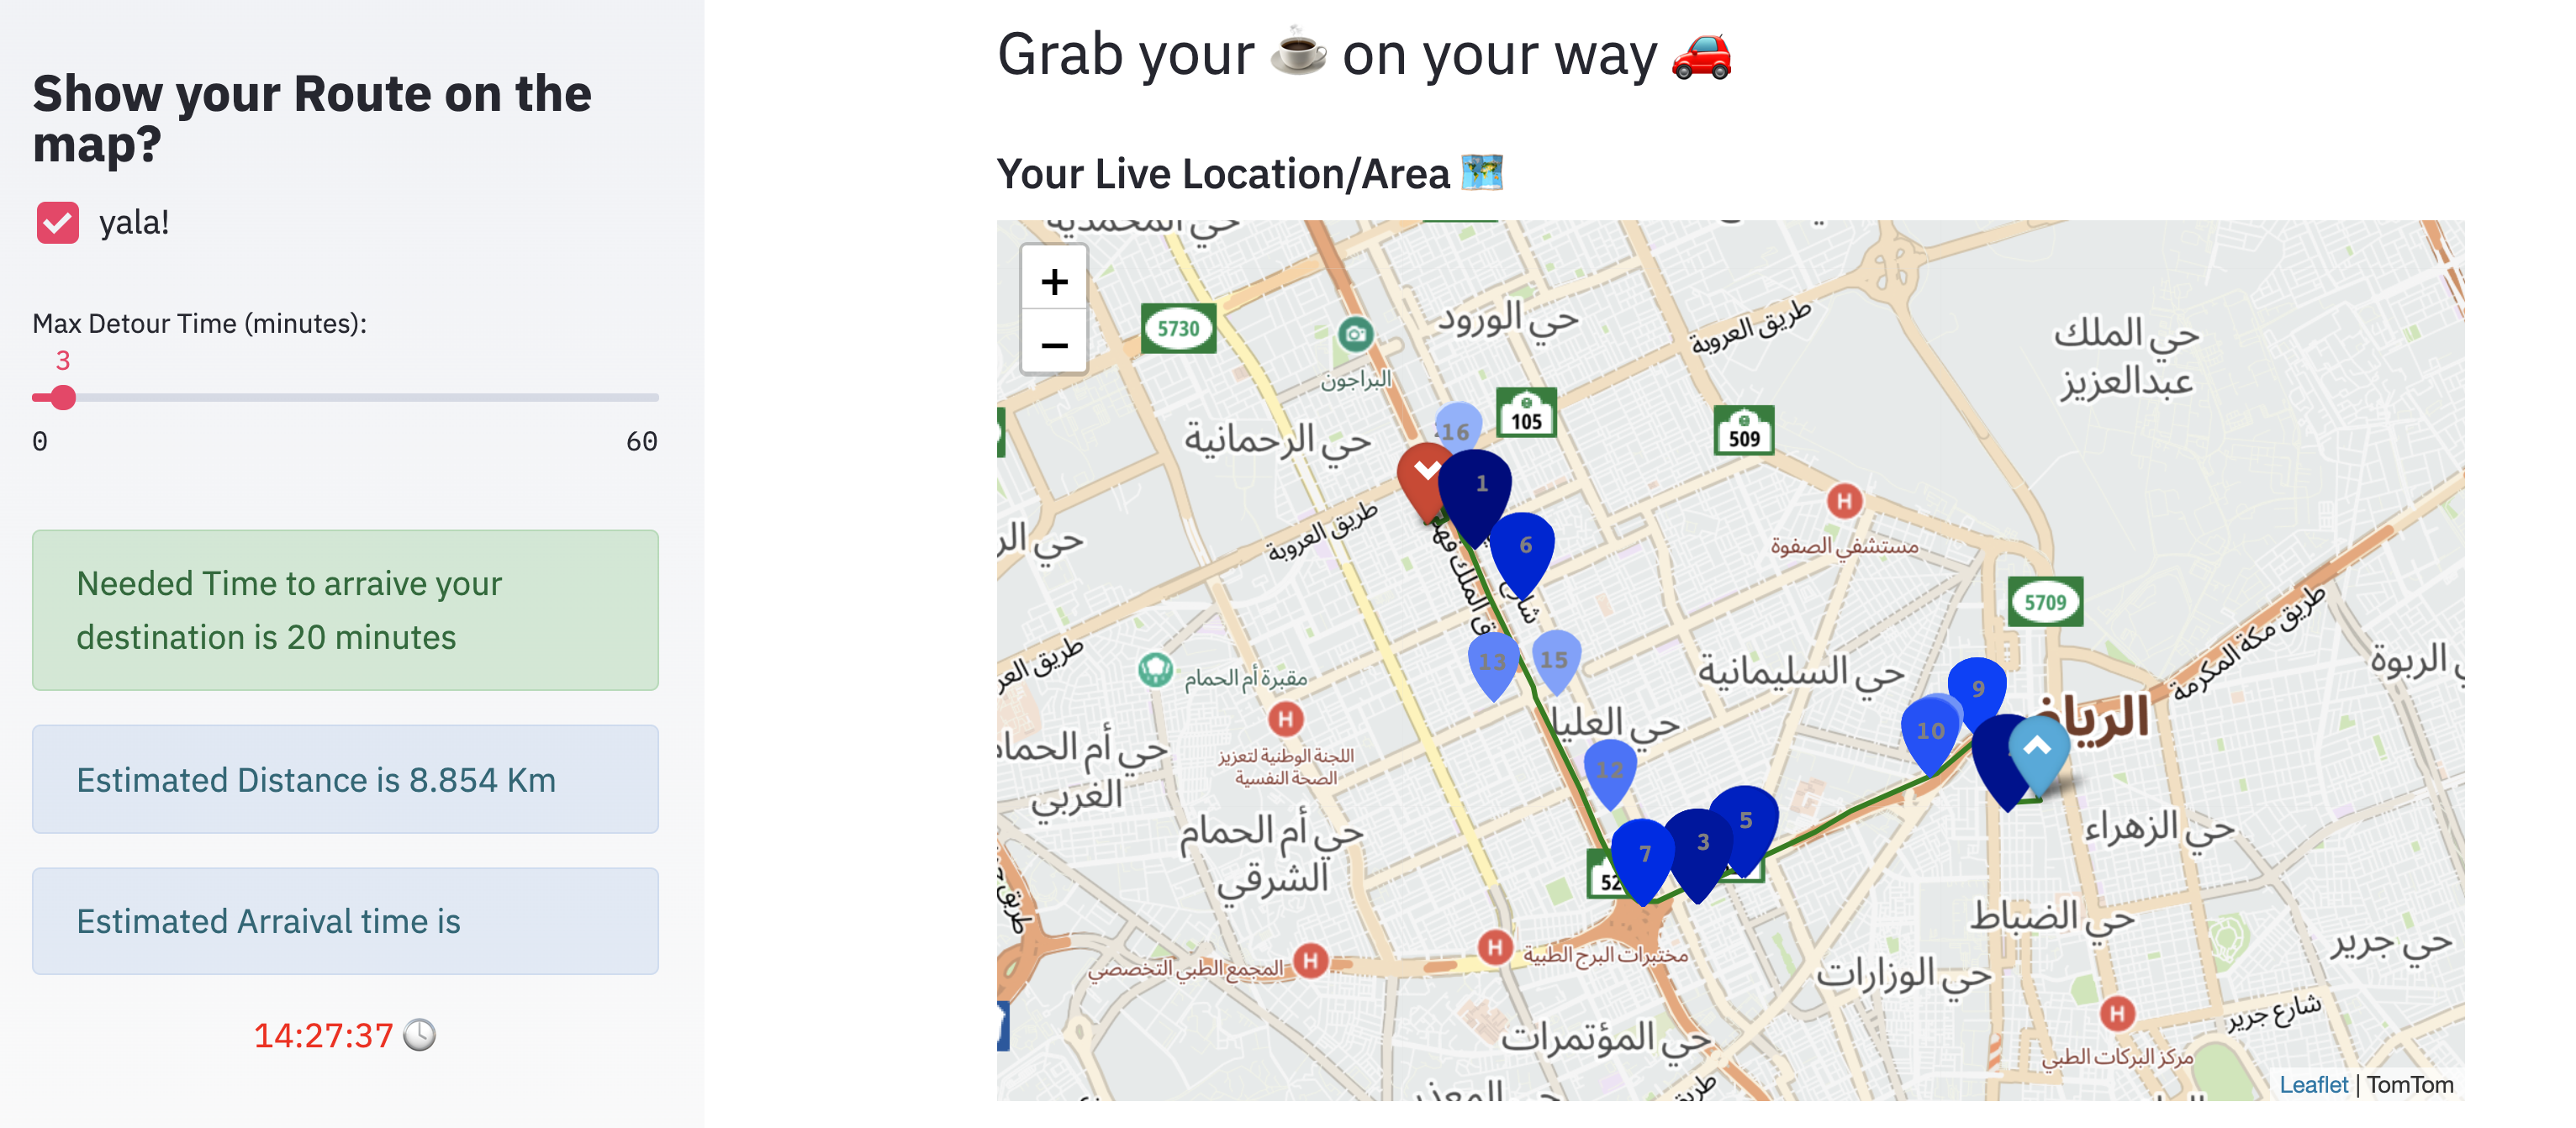 Show your Route on the
map?
yala!
Max Detour Time (minutes):
3
0
60
Needed Time to arraive your
destination is 20 minutes
Estimated Distance is 8.854 Km
Estimated Arraival time is
14:27:37
Grab your ☕ on your way 🚗
Your Live Location/Area 🗺️
حي المحمدية
+
−
5730
البراجون
حي الورود
طريق العروبة
حي الملك
عبدالعزيز
105
509
16
حي الرحمانية
1
6
طريق العروبة
مستشفي الصفوة
5709
طريق مكة المكرمة
13
15
مقبرة أم الحمام
حي السليمانية
9
10
الرياض
حي العليا
حي أم الحمام
الغربي
اللجنة الوطنية لتعزيز
الصحة النفسية
12
حي أم الحمام
الشرقي
7
3
5
52
حي الزهراء
حي الضباط
حي جرير
مختبرات البرج الطبية
المجمع الطبي التخصصي
حي الوزارات
شارع جرير
حي المؤتمرات
مركز البركات الطبي
Leaflet | TomTom